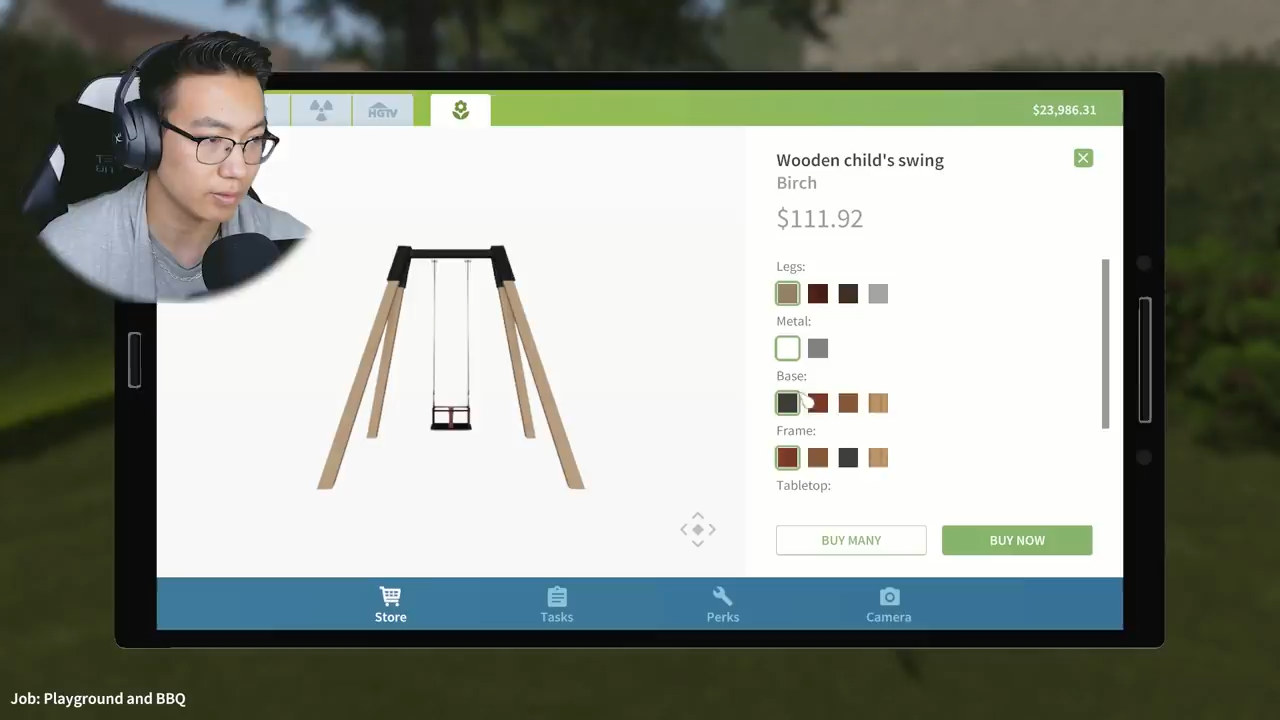 HGTV
$23,986.31
Wooden child's swing
Birch
$111.92
Legs:
Metal:
Base:
Frame:
Tabletop:
BUY MANY
BUY NOW
Store
Tasks
Perks
Camera
Job: Playground and BBQ